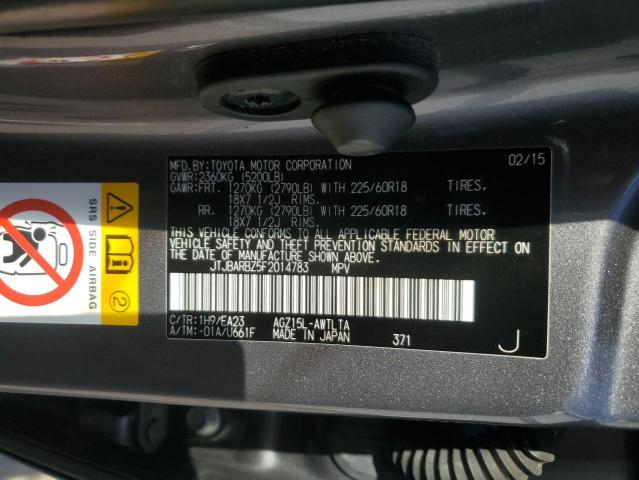 MFD.BY:TOYOTA MOTOR CORPORATION 02/15
GVWR:2360KG (5200LB)
GAWR:FRT. 1270KG (2790LB) WITH 225/60R18 TIRES.
18X7 1/2J RIMS.
RR. 1270KG (2790LB) WITH 225/60R18 TIRES.
18X7 1/2J RIMS.
THIS VEHICLE CONFORMS TO ALL APPLICABLE FEDERAL MOTOR
VEHICLE SAFETY AND THEFT PREVENTION STANDARDS IN EFFECT ON
THE DATE OF MANUFACTURE SHOWN ABOVE.
JTJBARBZ5F2014783 MPV
C/TR:1H9/EA23 AGZ15L-AWTLTA
A/TM:-01A/U661F MADE IN JAPAN 371 J
SRS SIDE AIRBAG 2